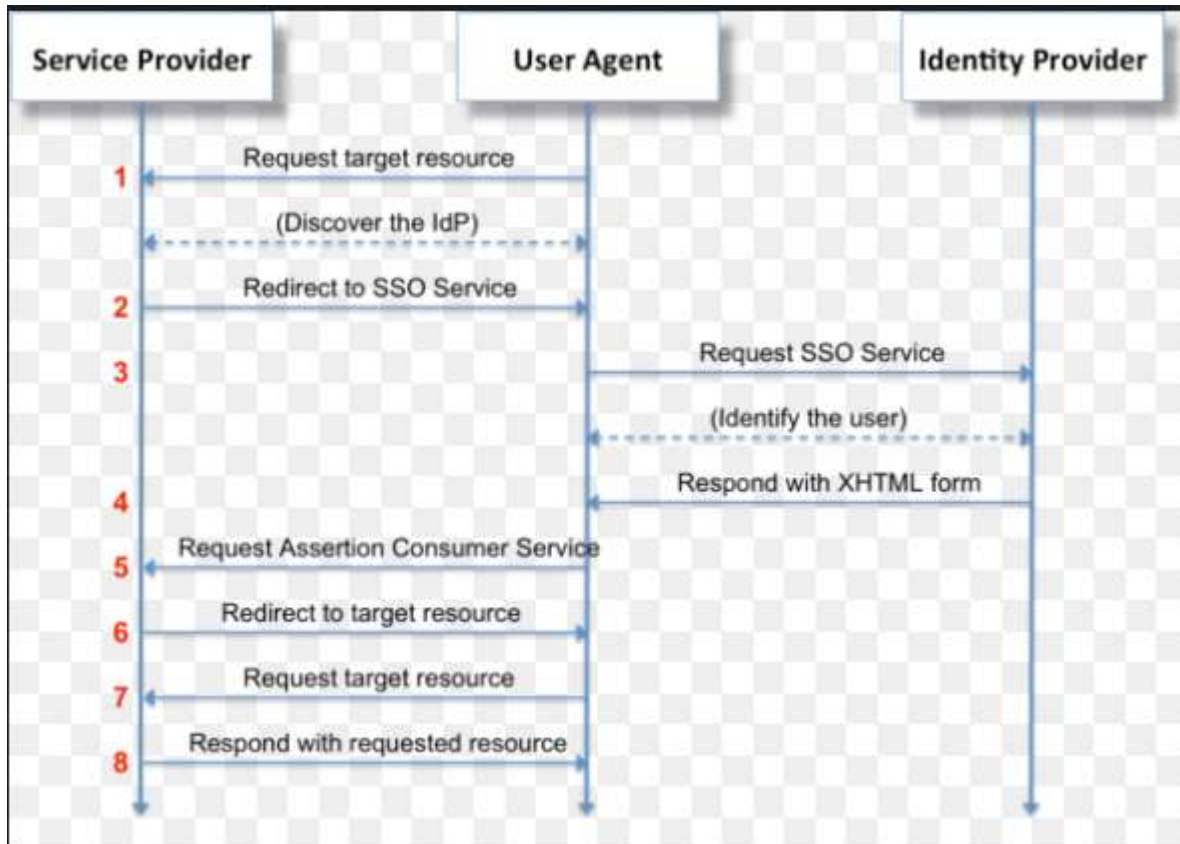 Service Provider
User Agent
Identity Provider
Request target resource
1
(Discover the IdP)
Redirect to SSO Service
2
Request SSO Service
3
(Identify the user)
Respond with XHTML form
4
Request Assertion Consumer Service
5
Redirect to target resource
6
Request target resource
7
Respond with requested resource
8